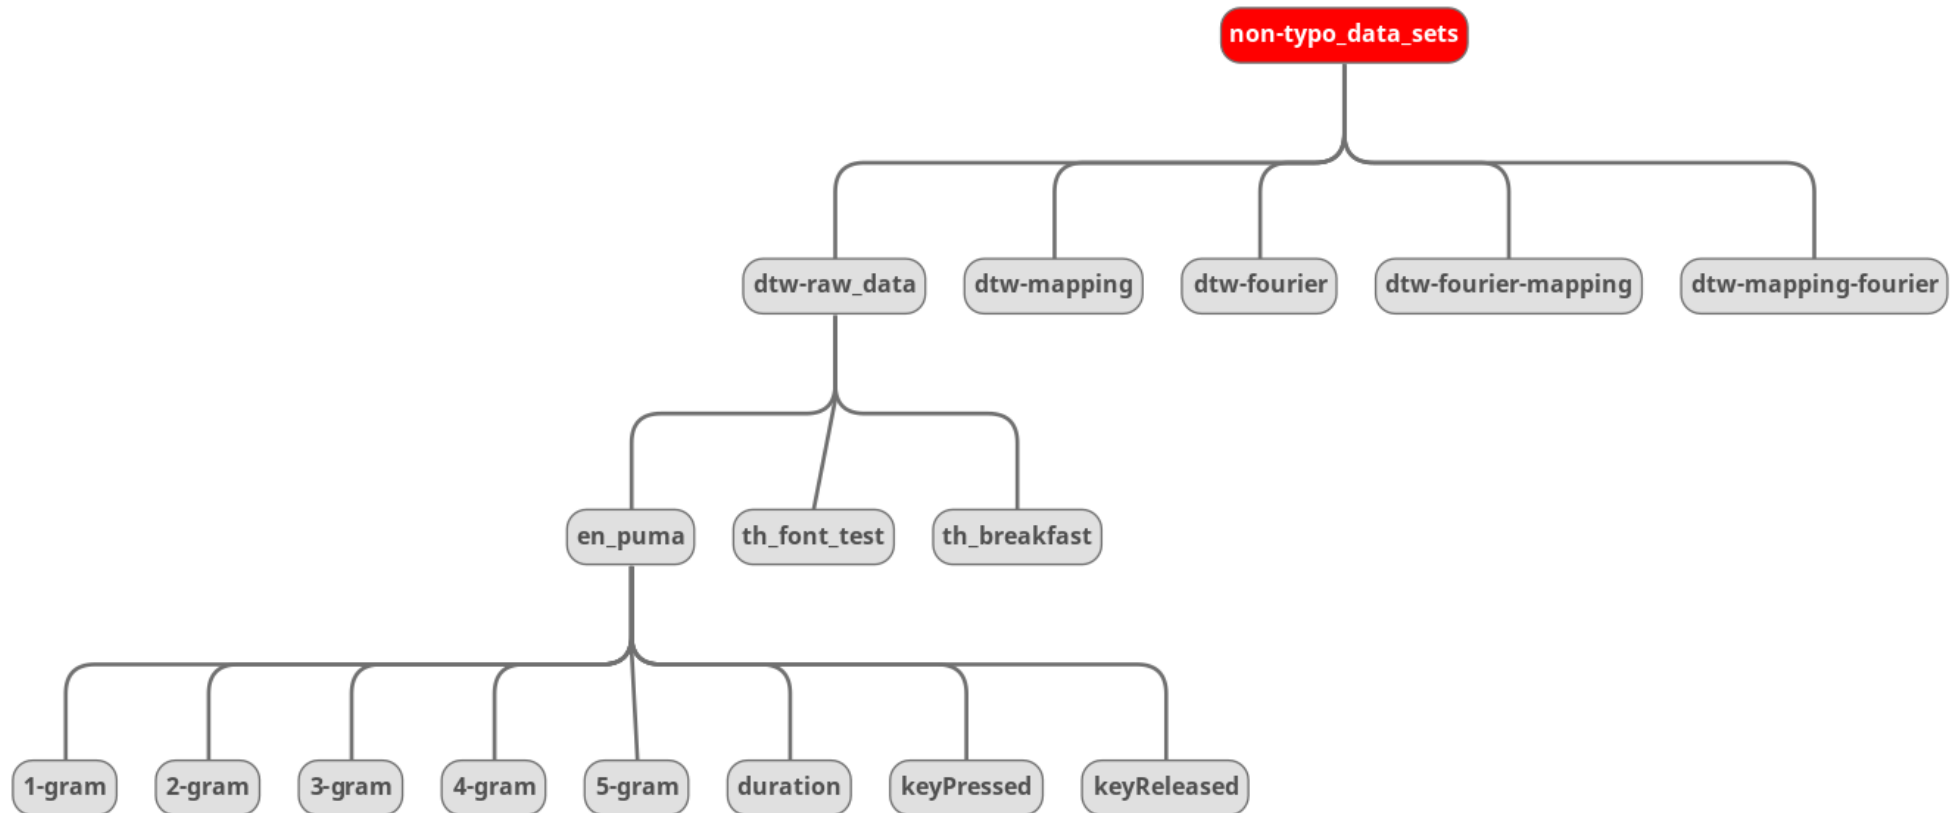 non-typo_data_sets
dtw-raw_data
dtw-mapping
dtw-fourier
dtw-fourier-mapping
dtw-mapping-fourier
en_puma
th_font_test
th_breakfast
1-gram
2-gram
3-gram
4-gram
5-gram
duration
keyPressed
keyReleased